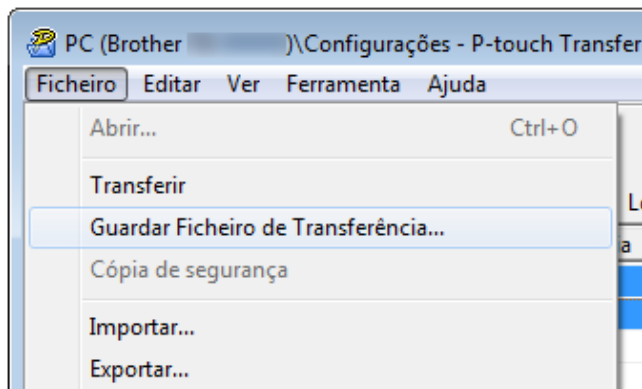 PC (Brother )\Configurações - P-touch Transfer
Ficheiro Editar Ver Ferramenta Ajuda
Abrir... Ctrl+O
Transferir
Guardar Ficheiro de Transferência...
Cópia de segurança
Importar...
Exportar...